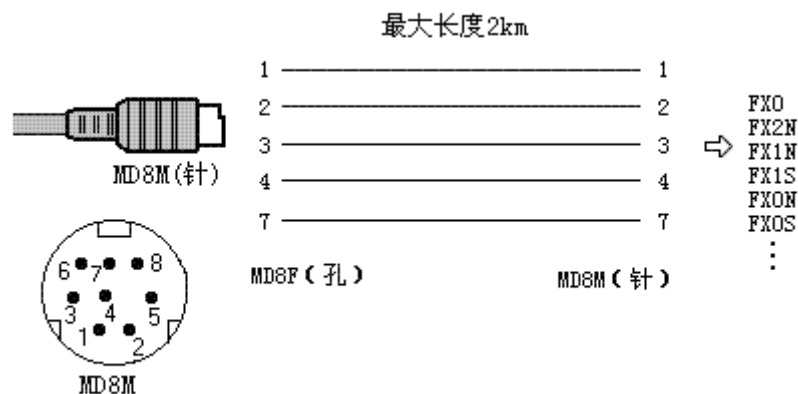 最大长度2km
1 1
2 2
3 3
4 4
7 7
MD8M(针)
MD8F(孔)
MD8M(针)
FX0
FX2N
FX1N
FX1S
FX0N
FX0S
⋮
6 7 8
3 4 5
1 2
MD8M